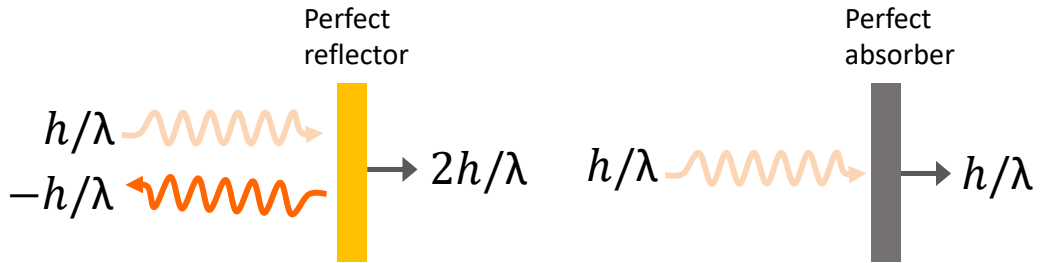 Perfect
reflector
h/λ
−h/λ
2h/λ
Perfect
absorber
h/λ
h/λ